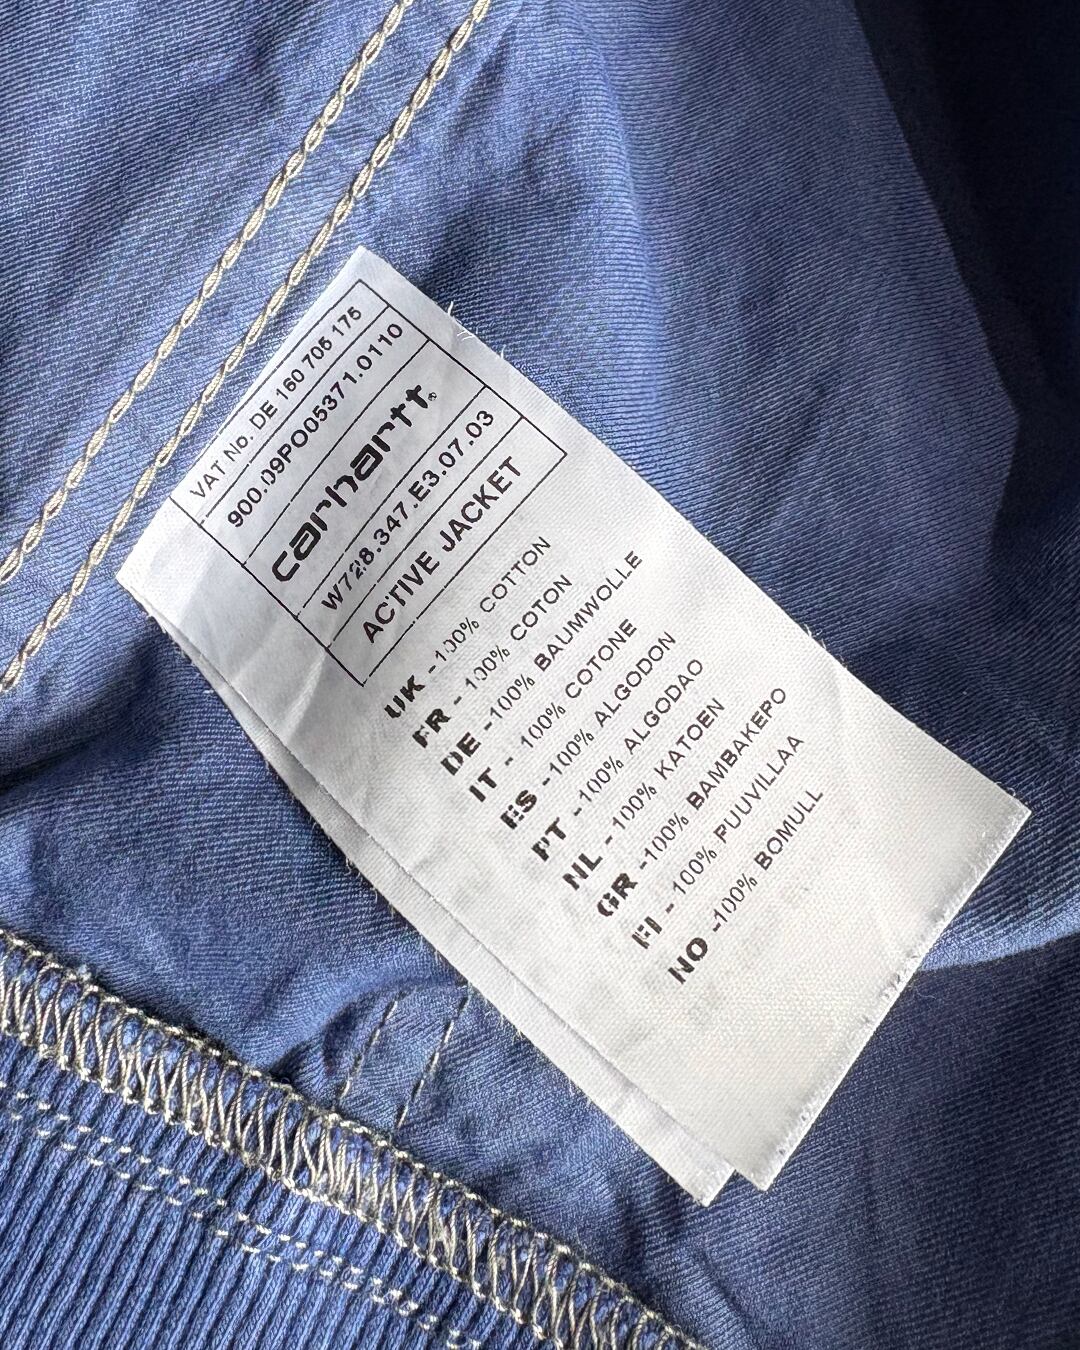 VAT No. DE 160 705 175
900.09PO05371.0110
carhartt®
W728.347.E3.07.03
ACTIVE JACKET
UK - 100% COTTON
FR - 100% COTON
DE - 100% BAUMWOLLE
IT - 100% COTONE
ES - 100% ALGODON
PT - 100% ALGODAO
NL - 100% KATOEN
GR - 100% BAMBAKEPO
FI - 100% PUUVILLAA
NO - 100% BOMULL